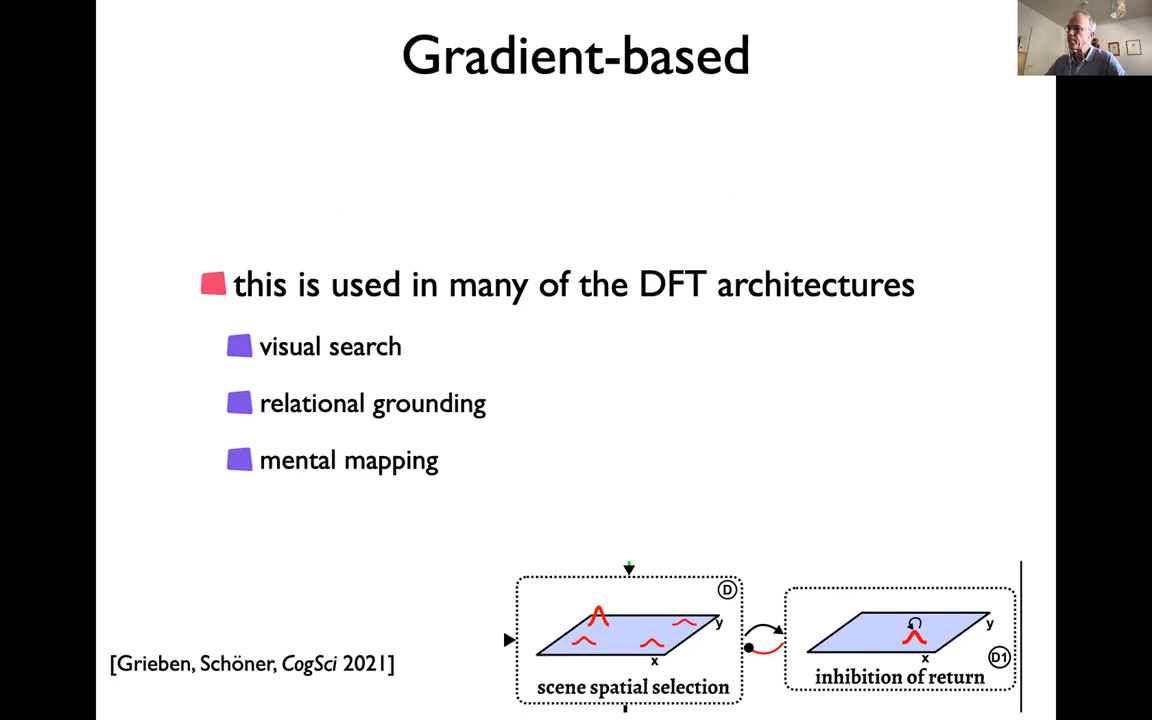 Gradient-based
this is used in many of the DFT architectures
visual search
relational grounding
mental mapping
[Grieben, Schöner, CogSci 2021]
D
y
x
scene spatial selection
y
x
D1
inhibition of return